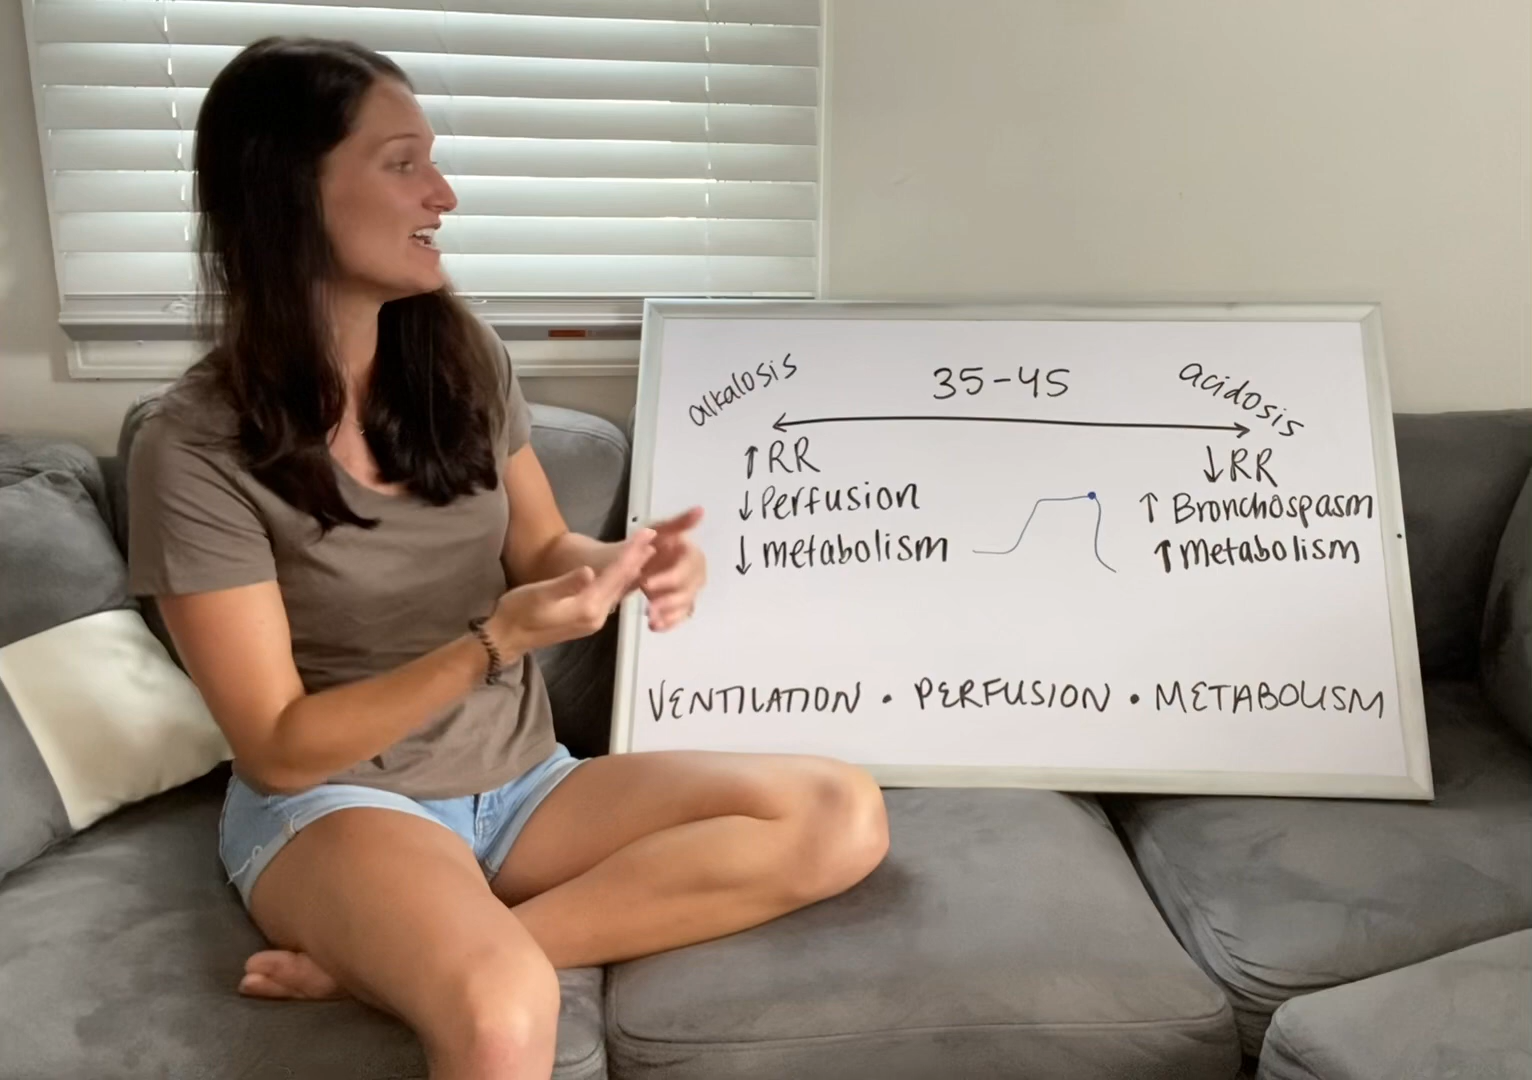 alkalosis 35-45 acidosis
↑ RR ↓ RR
↓ Perfusion ↑ Bronchospasm
↓ metabolism ↑ Metabolism
VENTILATION • PERFUSION • METABOLISM